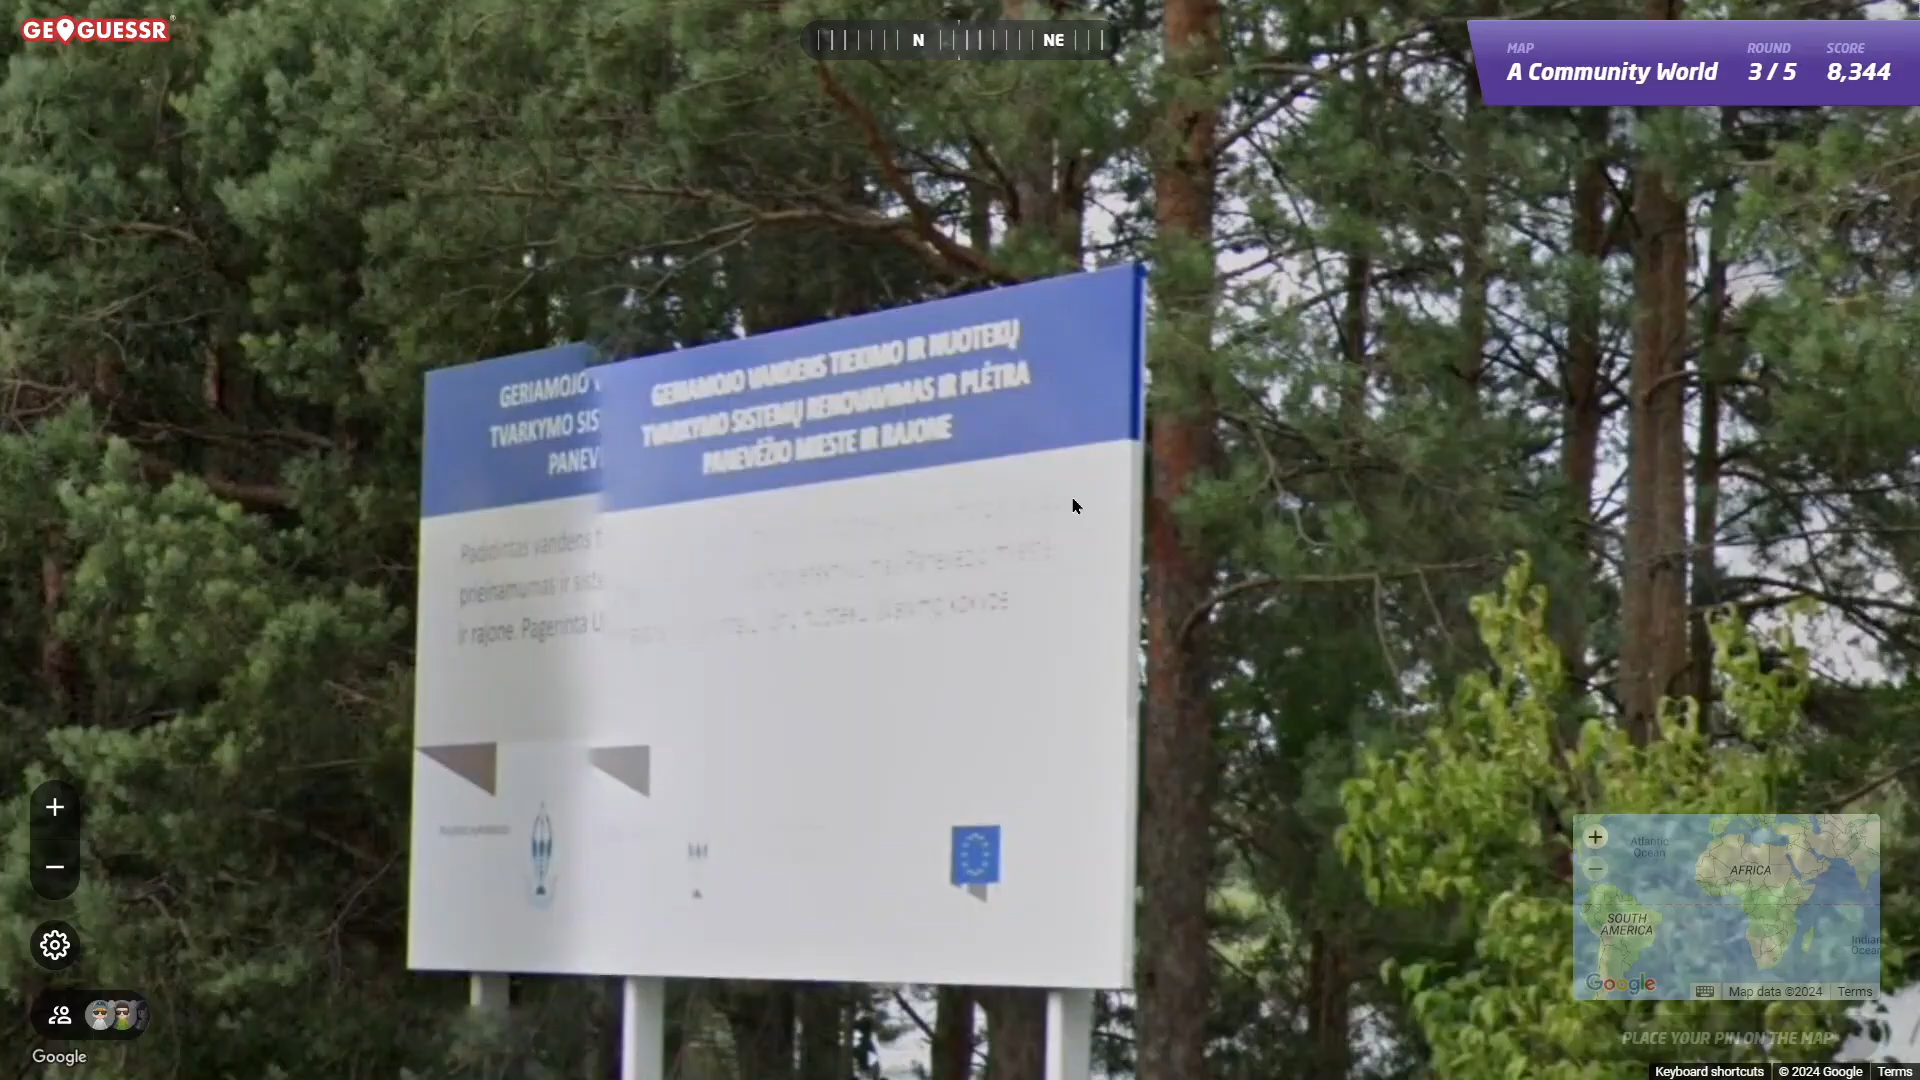 GEOGUESSR
N
NE
MAP
ROUND
SCORE
A Community World
3 / 5
8,344
GERIAMOJO
TVARKYMO SIS
PANEV
GERIAMOJO VANDENS TIEKIMO IR NUOTEKŲ
TVARKYMO SISTEMŲ RENOVAVIMAS IR PLĖTRA
PANEVĖŽIO MIESTE IR RAJONE
Padidintas vandens t
prieinamumas ir siste
ir rajone. Pagerinta
Atlantic
Ocean
AFRICA
SOUTH
AMERICA
Indian
Ocean
Google
Map data ©2024
Terms
PLACE YOUR PIN ON THE MAP
Google
Keyboard shortcuts
© 2024 Google
Terms